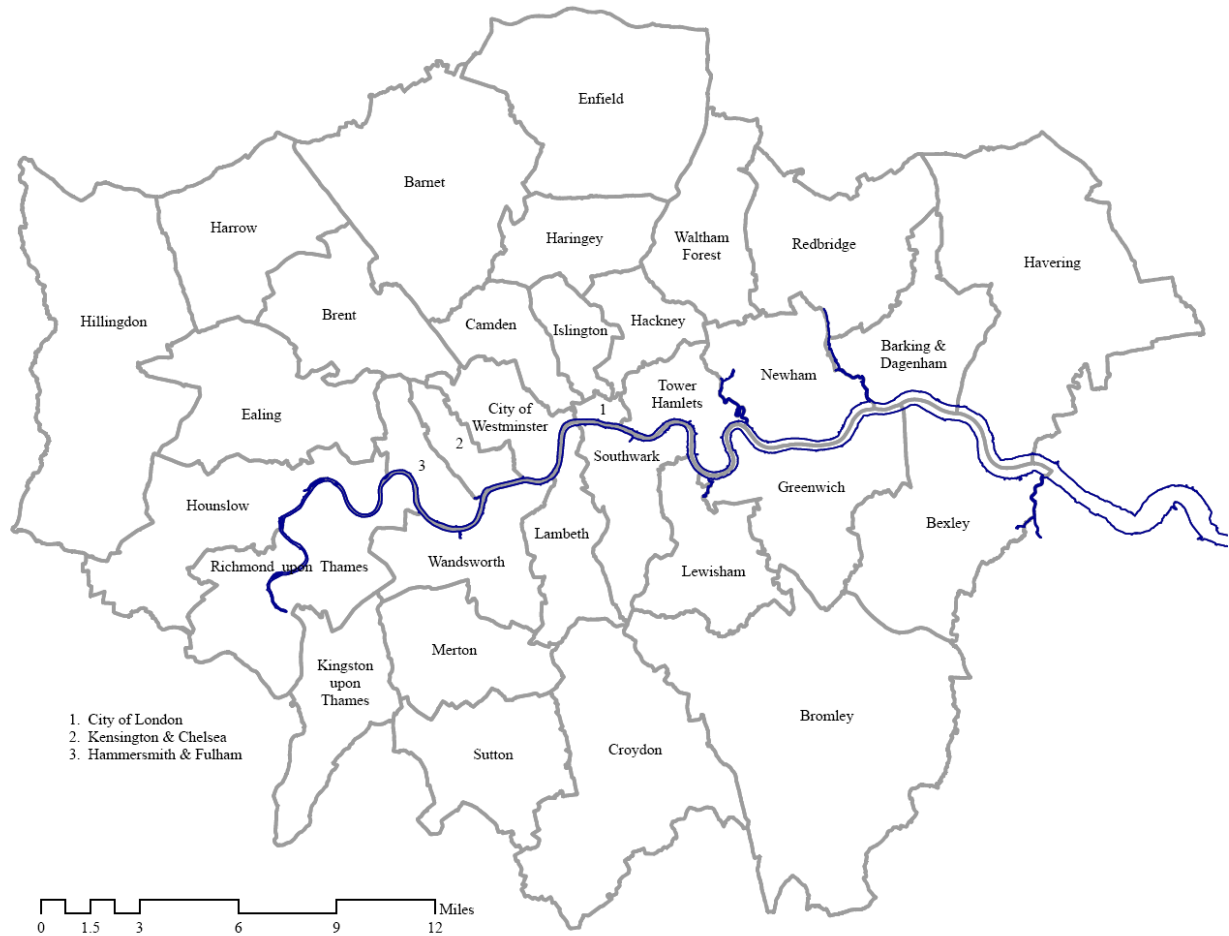 Enfield
Barnet
Harrow
Haringey
Waltham
Forest
Redbridge
Havering
Hillingdon
Brent
Camden
Islington
Hackney
Barking &
Dagenham
Newham
Tower
Hamlets
Ealing
City of
Westminster
1
2
3
Southwark
Greenwich
Hounslow
Bexley
Lambeth
Wandsworth
Richmond upon Thames
Lewisham
Merton
Kingston
upon
Thames
Bromley
Sutton
Croydon
1. City of London
2. Kensington & Chelsea
3. Hammersmith & Fulham
Miles
0 1.5 3 6 9 12